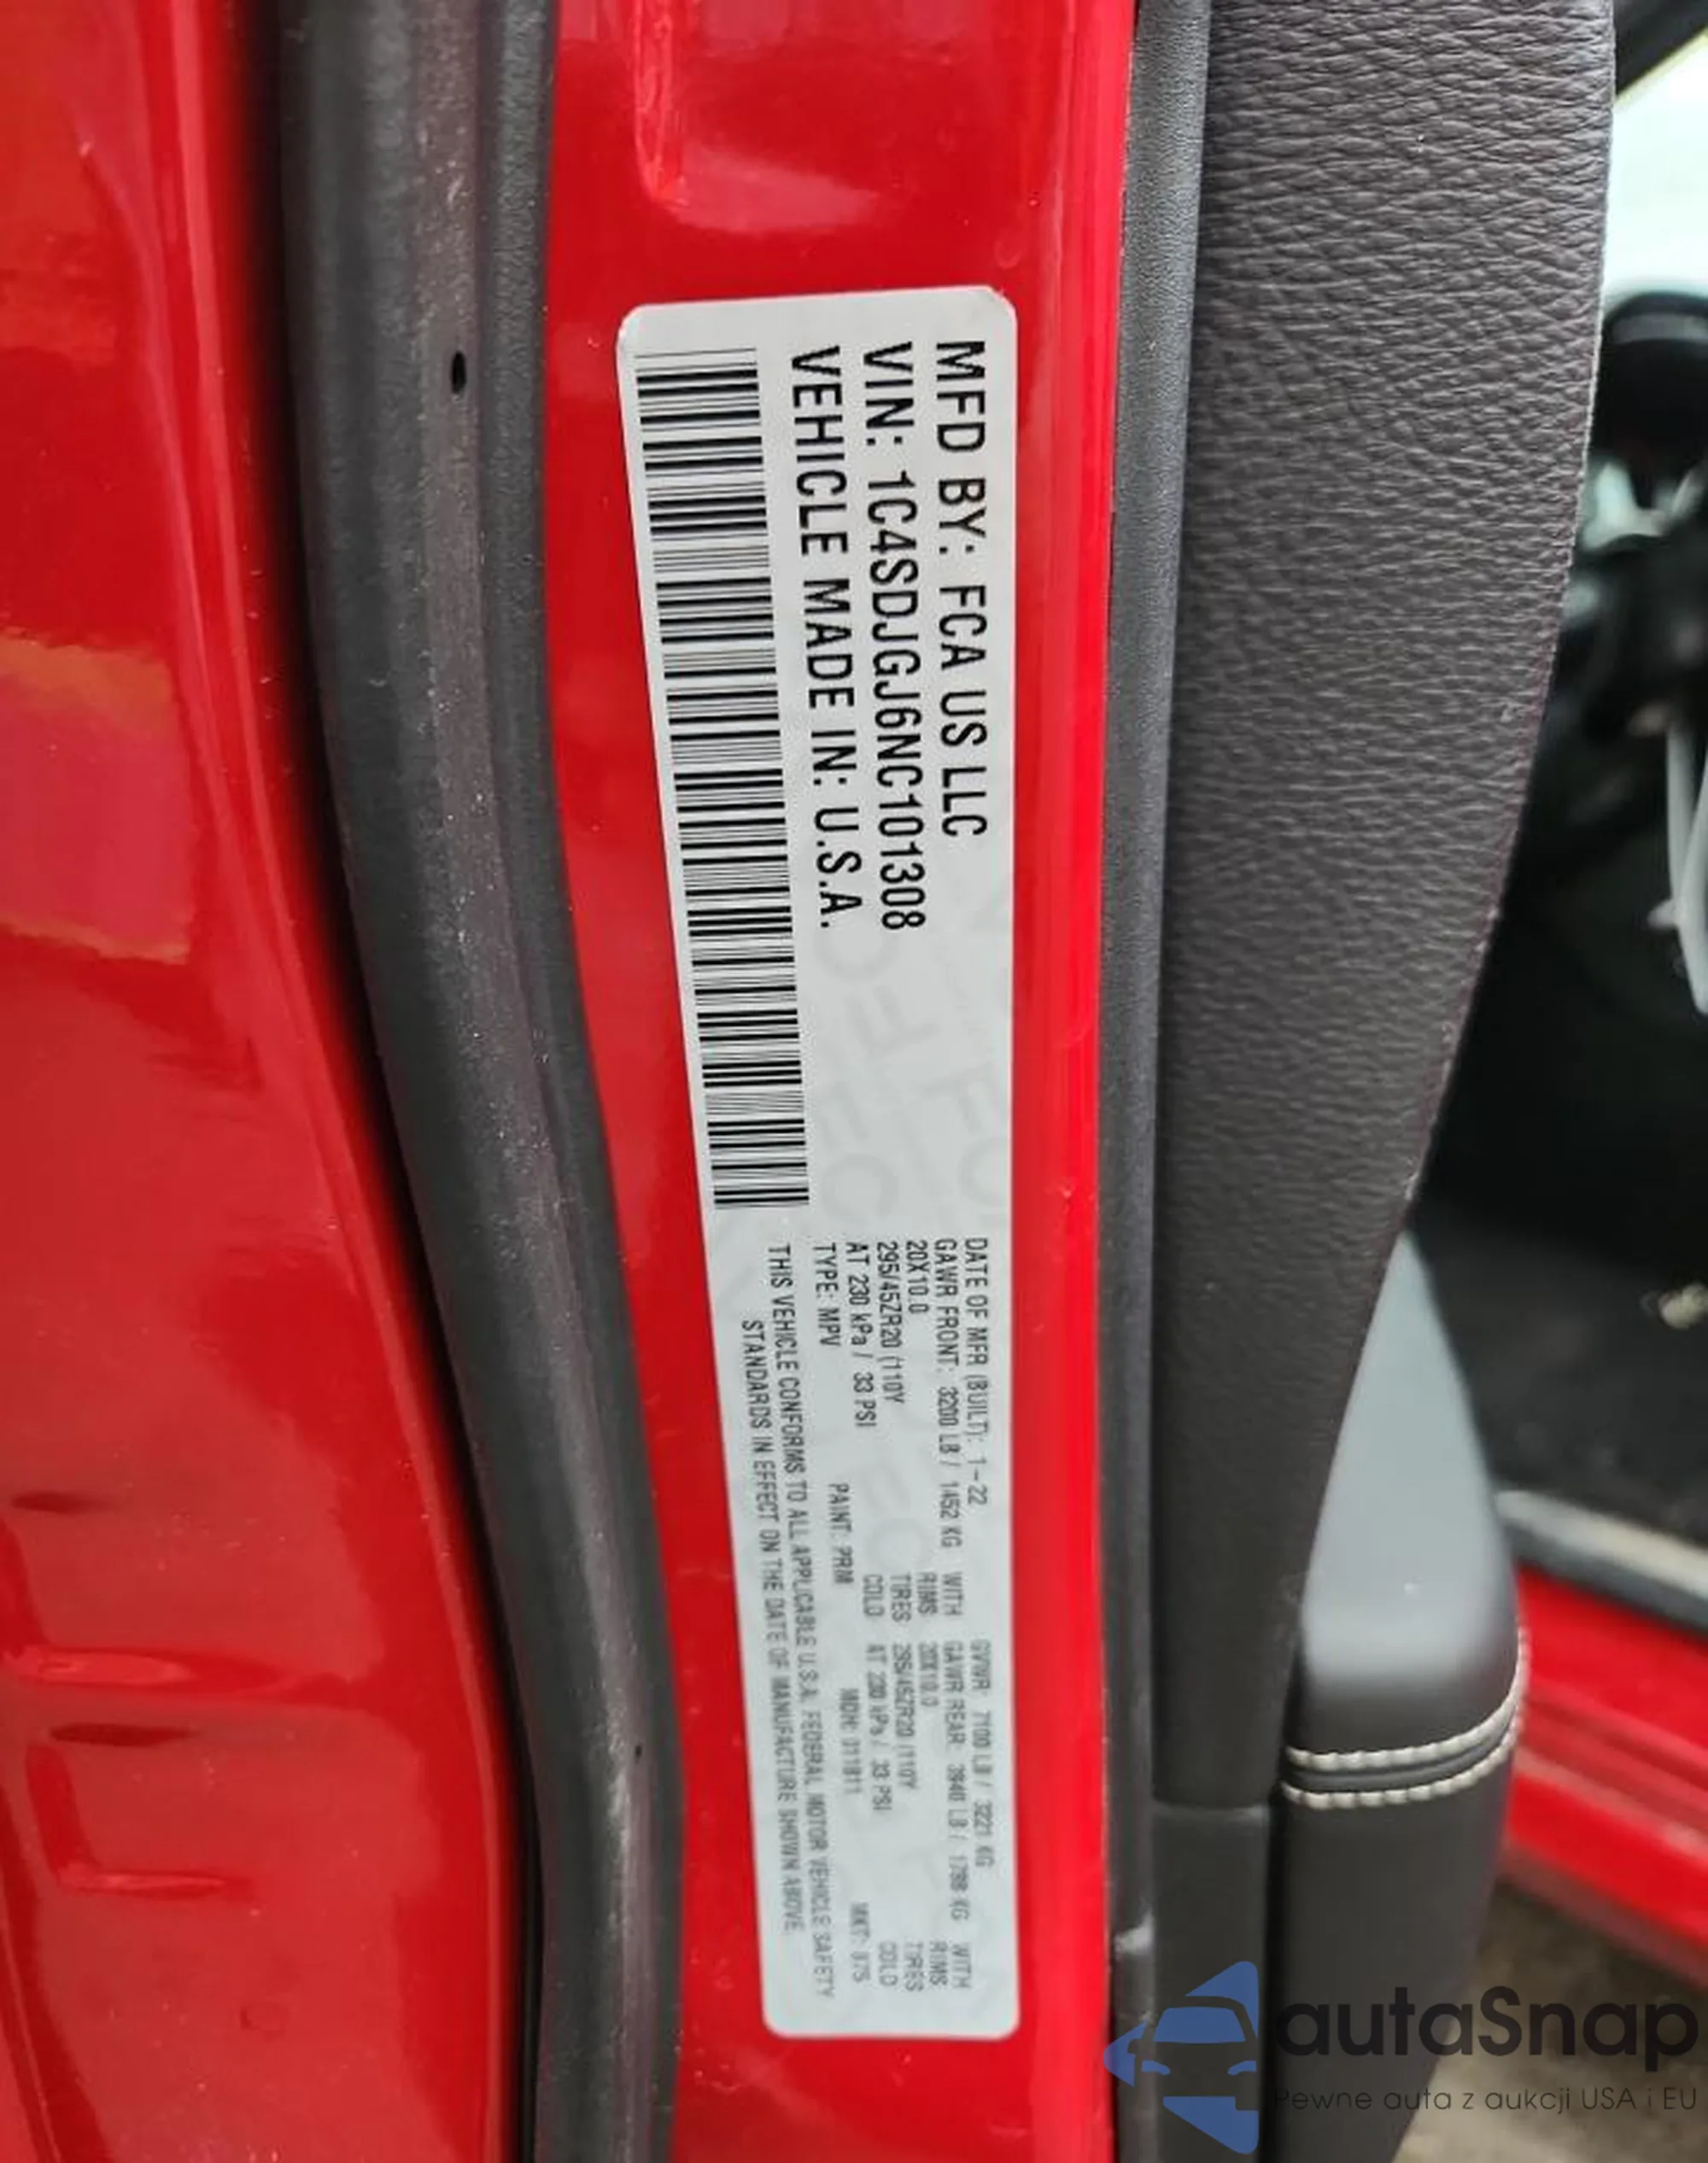 MFD BY: FCA US LLC
VIN: 1C4SDJGJ6NC101308
VEHICLE MADE IN: U.S.A.
DATE OF MFR (BUILT): 1-22 GVWR: 7100 LB / 3221 KG
GAWR FRONT: 3200 LB / 1452 KG WITH GAWR REAR: 3940 LB / 1788 KG WITH
20X10.0 RIMS 20X10.0 RIMS
295/45ZR20 (110Y TIRES 295/45ZR20 (110Y TIRES
AT 230 kPa / 33 PSI COLD AT 230 kPa / 33 PSI COLD
TYPE: MPV PAINT: PRM MDH: 011811 MKT:
THIS VEHICLE CONFORMS TO ALL APPLICABLE U.S.A. FEDERAL MOTOR VEHICLE SAFETY
STANDARDS IN EFFECT ON THE DATE OF MANUFACTURE SHOWN ABOVE.
autaSnap
Pewne auta z aukcji USA i EU